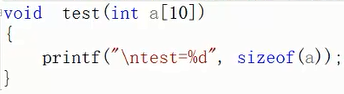 void  test(int a[10])
{
    printf("\ntest=%d", sizeof(a));
}